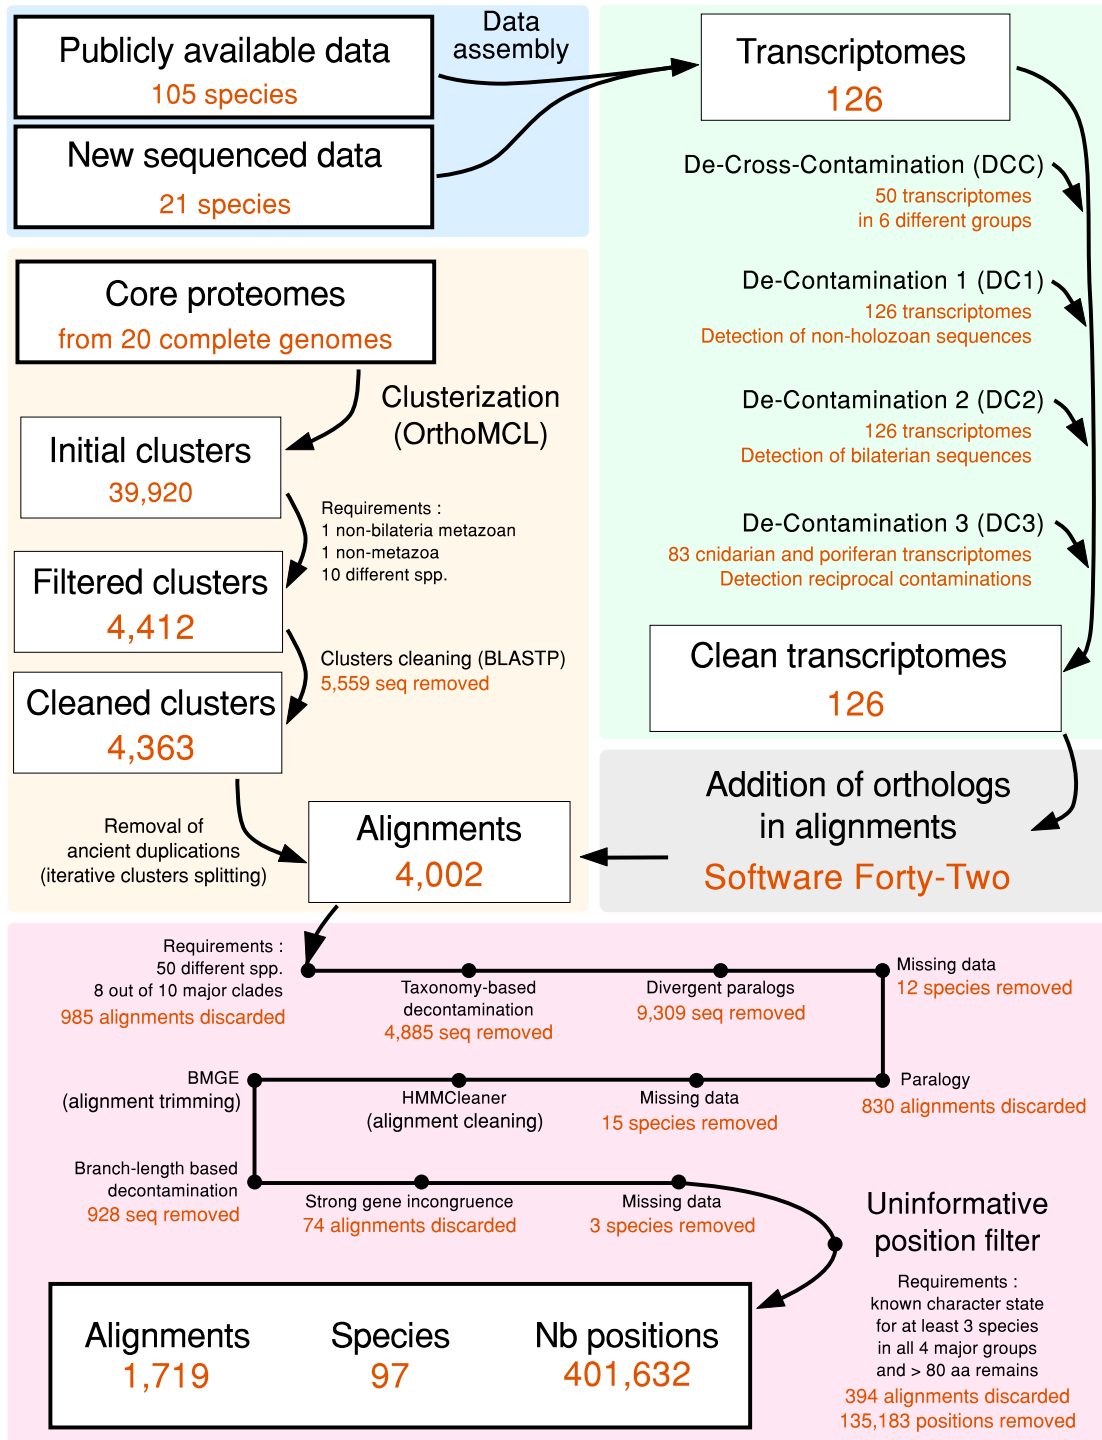 Publicly available data
105 species
New sequenced data
21 species
Data
assembly
Transcriptomes
126
De-Cross-Contamination (DCC)
50 transcriptomes
in 6 different groups
De-Contamination 1 (DC1)
126 transcriptomes
Detection of non-holozoan sequences
De-Contamination 2 (DC2)
126 transcriptomes
Detection of bilaterian sequences
De-Contamination 3 (DC3)
83 cnidarian and poriferan transcriptomes
Detection reciprocal contaminations
Clean transcriptomes
126
Core proteomes
from 20 complete genomes
Clusterization
(OrthoMCL)
Initial clusters
39,920
Requirements :
1 non-bilateria metazoan
1 non-metazoa
10 different spp.
Filtered clusters
4,412
Clusters cleaning (BLASTP)
5,559 seq removed
Cleaned clusters
4,363
Removal of
ancient duplications
(iterative clusters splitting)
Alignments
4,002
Addition of orthologs
in alignments
Software Forty-Two
Requirements :
50 different spp.
8 out of 10 major clades
985 alignments discarded
Taxonomy-based
decontamination
4,885 seq removed
Divergent paralogs
9,309 seq removed
Missing data
12 species removed
Paralogy
830 alignments discarded
Missing data
15 species removed
HMMCleaner
(alignment cleaning)
BMGE
(alignment trimming)
Branch-length based
decontamination
928 seq removed
Strong gene incongruence
74 alignments discarded
Missing data
3 species removed
Uninformative
position filter
Requirements :
known character state
for at least 3 species
in all 4 major groups
and > 80 aa remains
394 alignments discarded
135,183 positions removed
Alignments
1,719
Species
97
Nb positions
401,632